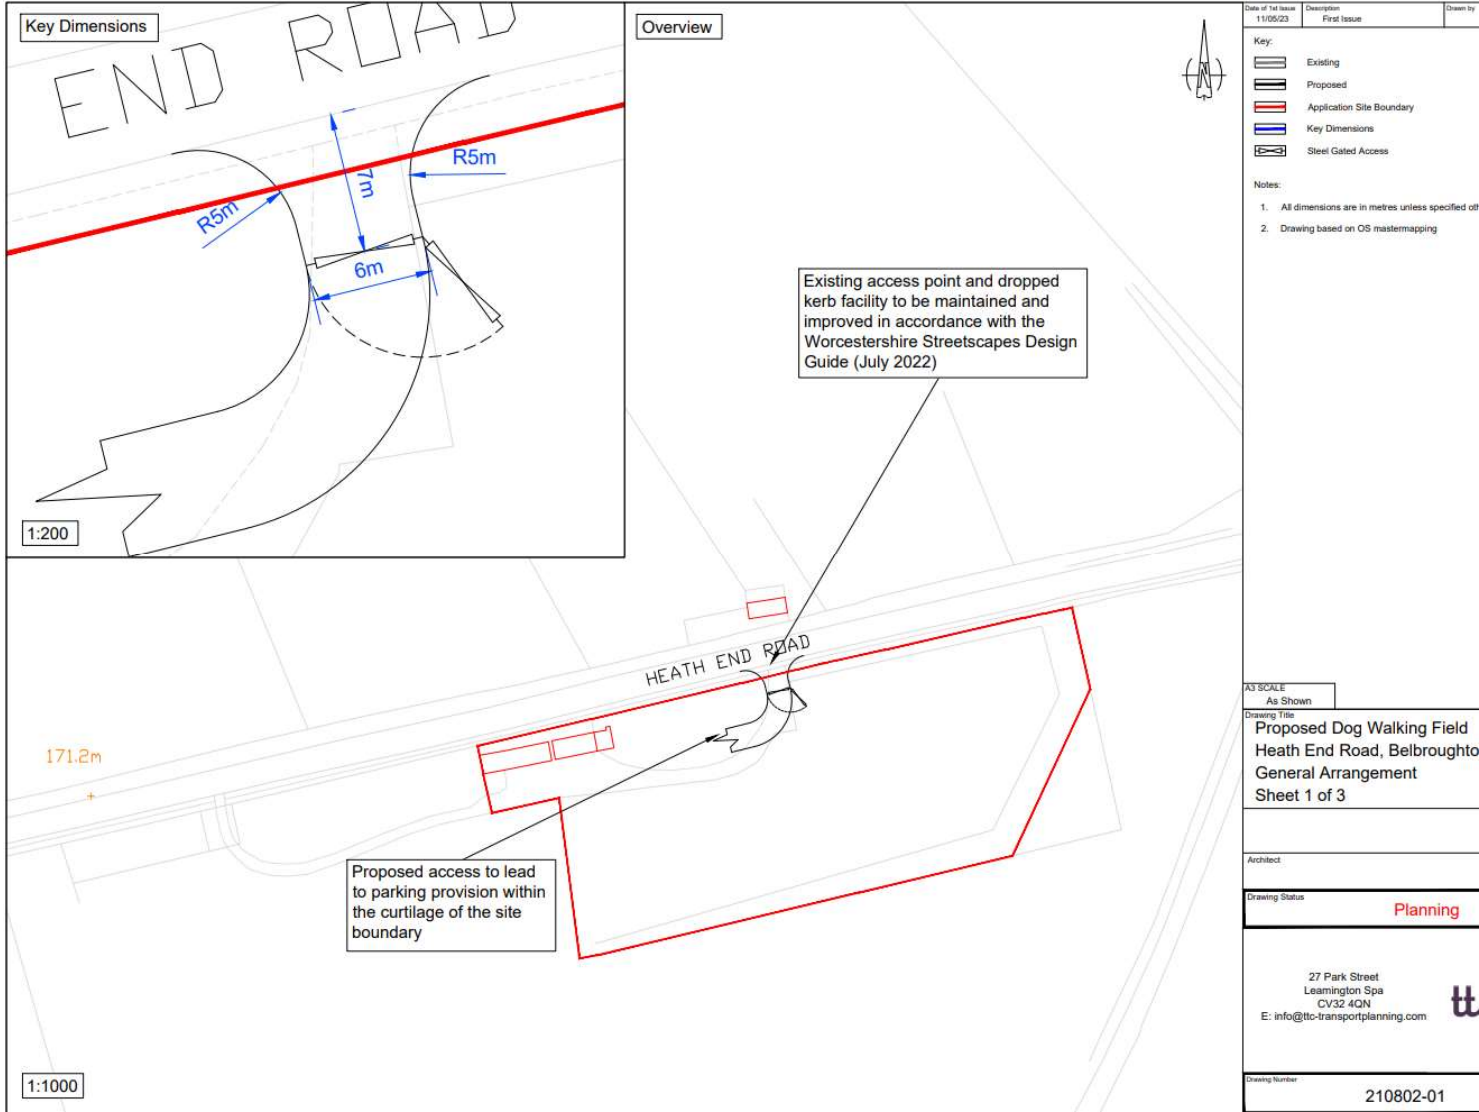 Key Dimensions
END ROAD
7m
R5m
R5m
6m
1:200
Overview
N
Existing access point and dropped
kerb facility to be maintained and
improved in accordance with the
Worcestershire Streetscapes Design
Guide (July 2022)
HEATH END ROAD
171.2m
Proposed access to lead
to parking provision within
the curtilage of the site
boundary
1:1000
Date of 1st Issue
11/05/23
Description
First Issue
Drawn by
Key:
Existing
Proposed
Application Site Boundary
Key Dimensions
Steel Gated Access
Notes:
1. All dimensions are in metres unless specified oth
2. Drawing based on OS mastermapping
A3 SCALE
As Shown
Drawing Title
Proposed Dog Walking Field
Heath End Road, Belbroughto
General Arrangement
Sheet 1 of 3
Architect
Drawing Status
Planning
27 Park Street
Leamington Spa
CV32 4QN
E: info@ttc-transportplanning.com
tt
Drawing Number
210802-01